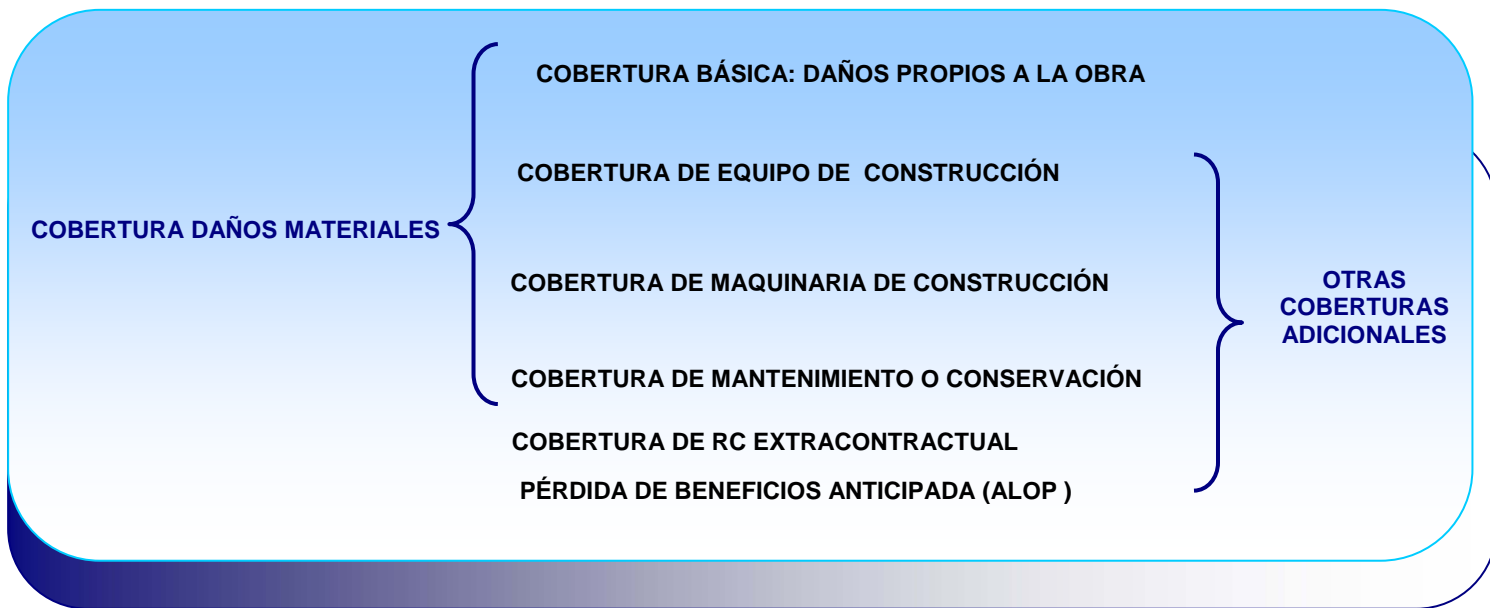 COBERTURA BÁSICA: DAÑOS PROPIOS A LA OBRA
COBERTURA DE EQUIPO DE CONSTRUCCIÓN
COBERTURA DAÑOS MATERIALES
COBERTURA DE MAQUINARIA DE CONSTRUCCIÓN
OTRAS
COBERTURAS
ADICIONALES
COBERTURA DE MANTENIMIENTO O CONSERVACIÓN
COBERTURA DE RC EXTRACONTRACTUAL
PÉRDIDA DE BENEFICIOS ANTICIPADA (ALOP )